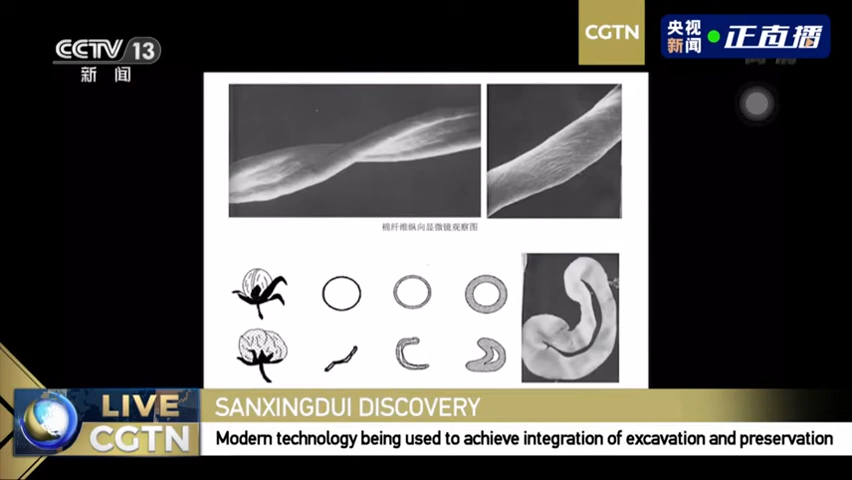 CCTV 13
新闻
CGTN
央视
新闻
正直播
棉纤维纵向显微镜观察图
LIVE
CGTN
SANXINGDUI DISCOVERY
Modern technology being used to achieve integration of excavation and preservation